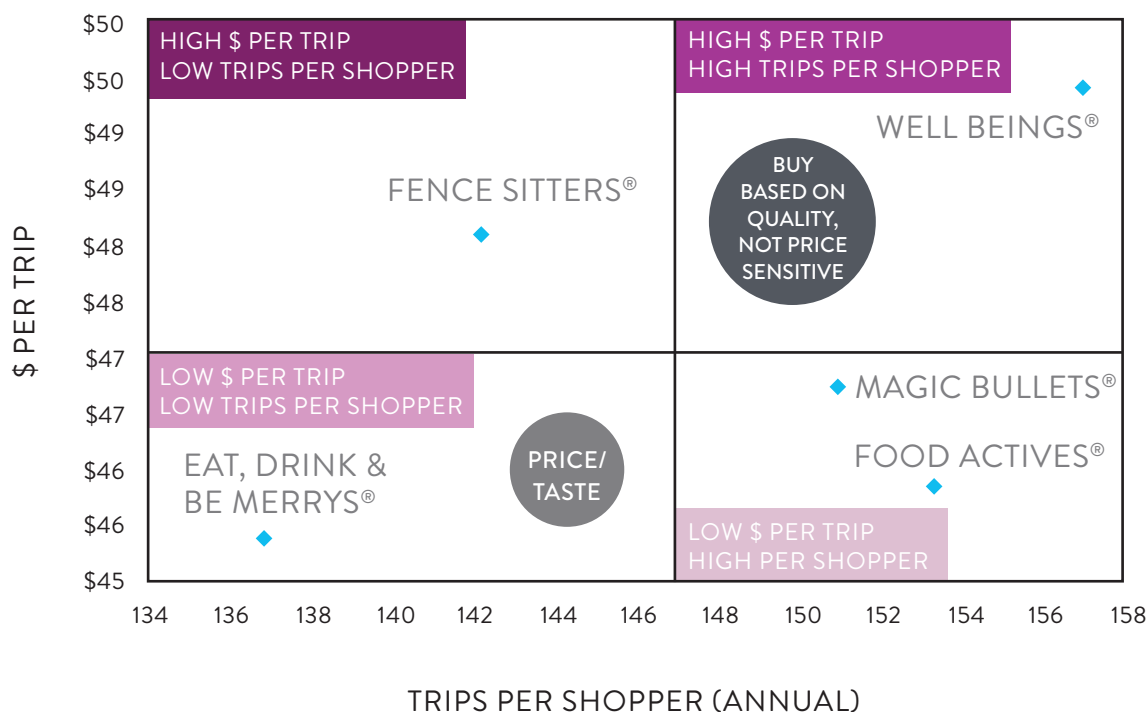 $50
$50
$49
$49
$48
$48
$47
$47
$46
$46
$45
$ PER TRIP
HIGH $ PER TRIP
LOW TRIPS PER SHOPPER
HIGH $ PER TRIP
HIGH TRIPS PER SHOPPER
WELL BEINGS®
FENCE SITTERS®
BUY
BASED ON
QUALITY,
NOT PRICE
SENSITIVE
LOW $ PER TRIP
LOW TRIPS PER SHOPPER
MAGIC BULLETS®
EAT, DRINK &
BE MERRYS®
PRICE/
TASTE
FOOD ACTIVES®
LOW $ PER TRIP
HIGH PER SHOPPER
134 136 138 140 142 144 146 148 150 152 154 156 158
TRIPS PER SHOPPER (ANNUAL)